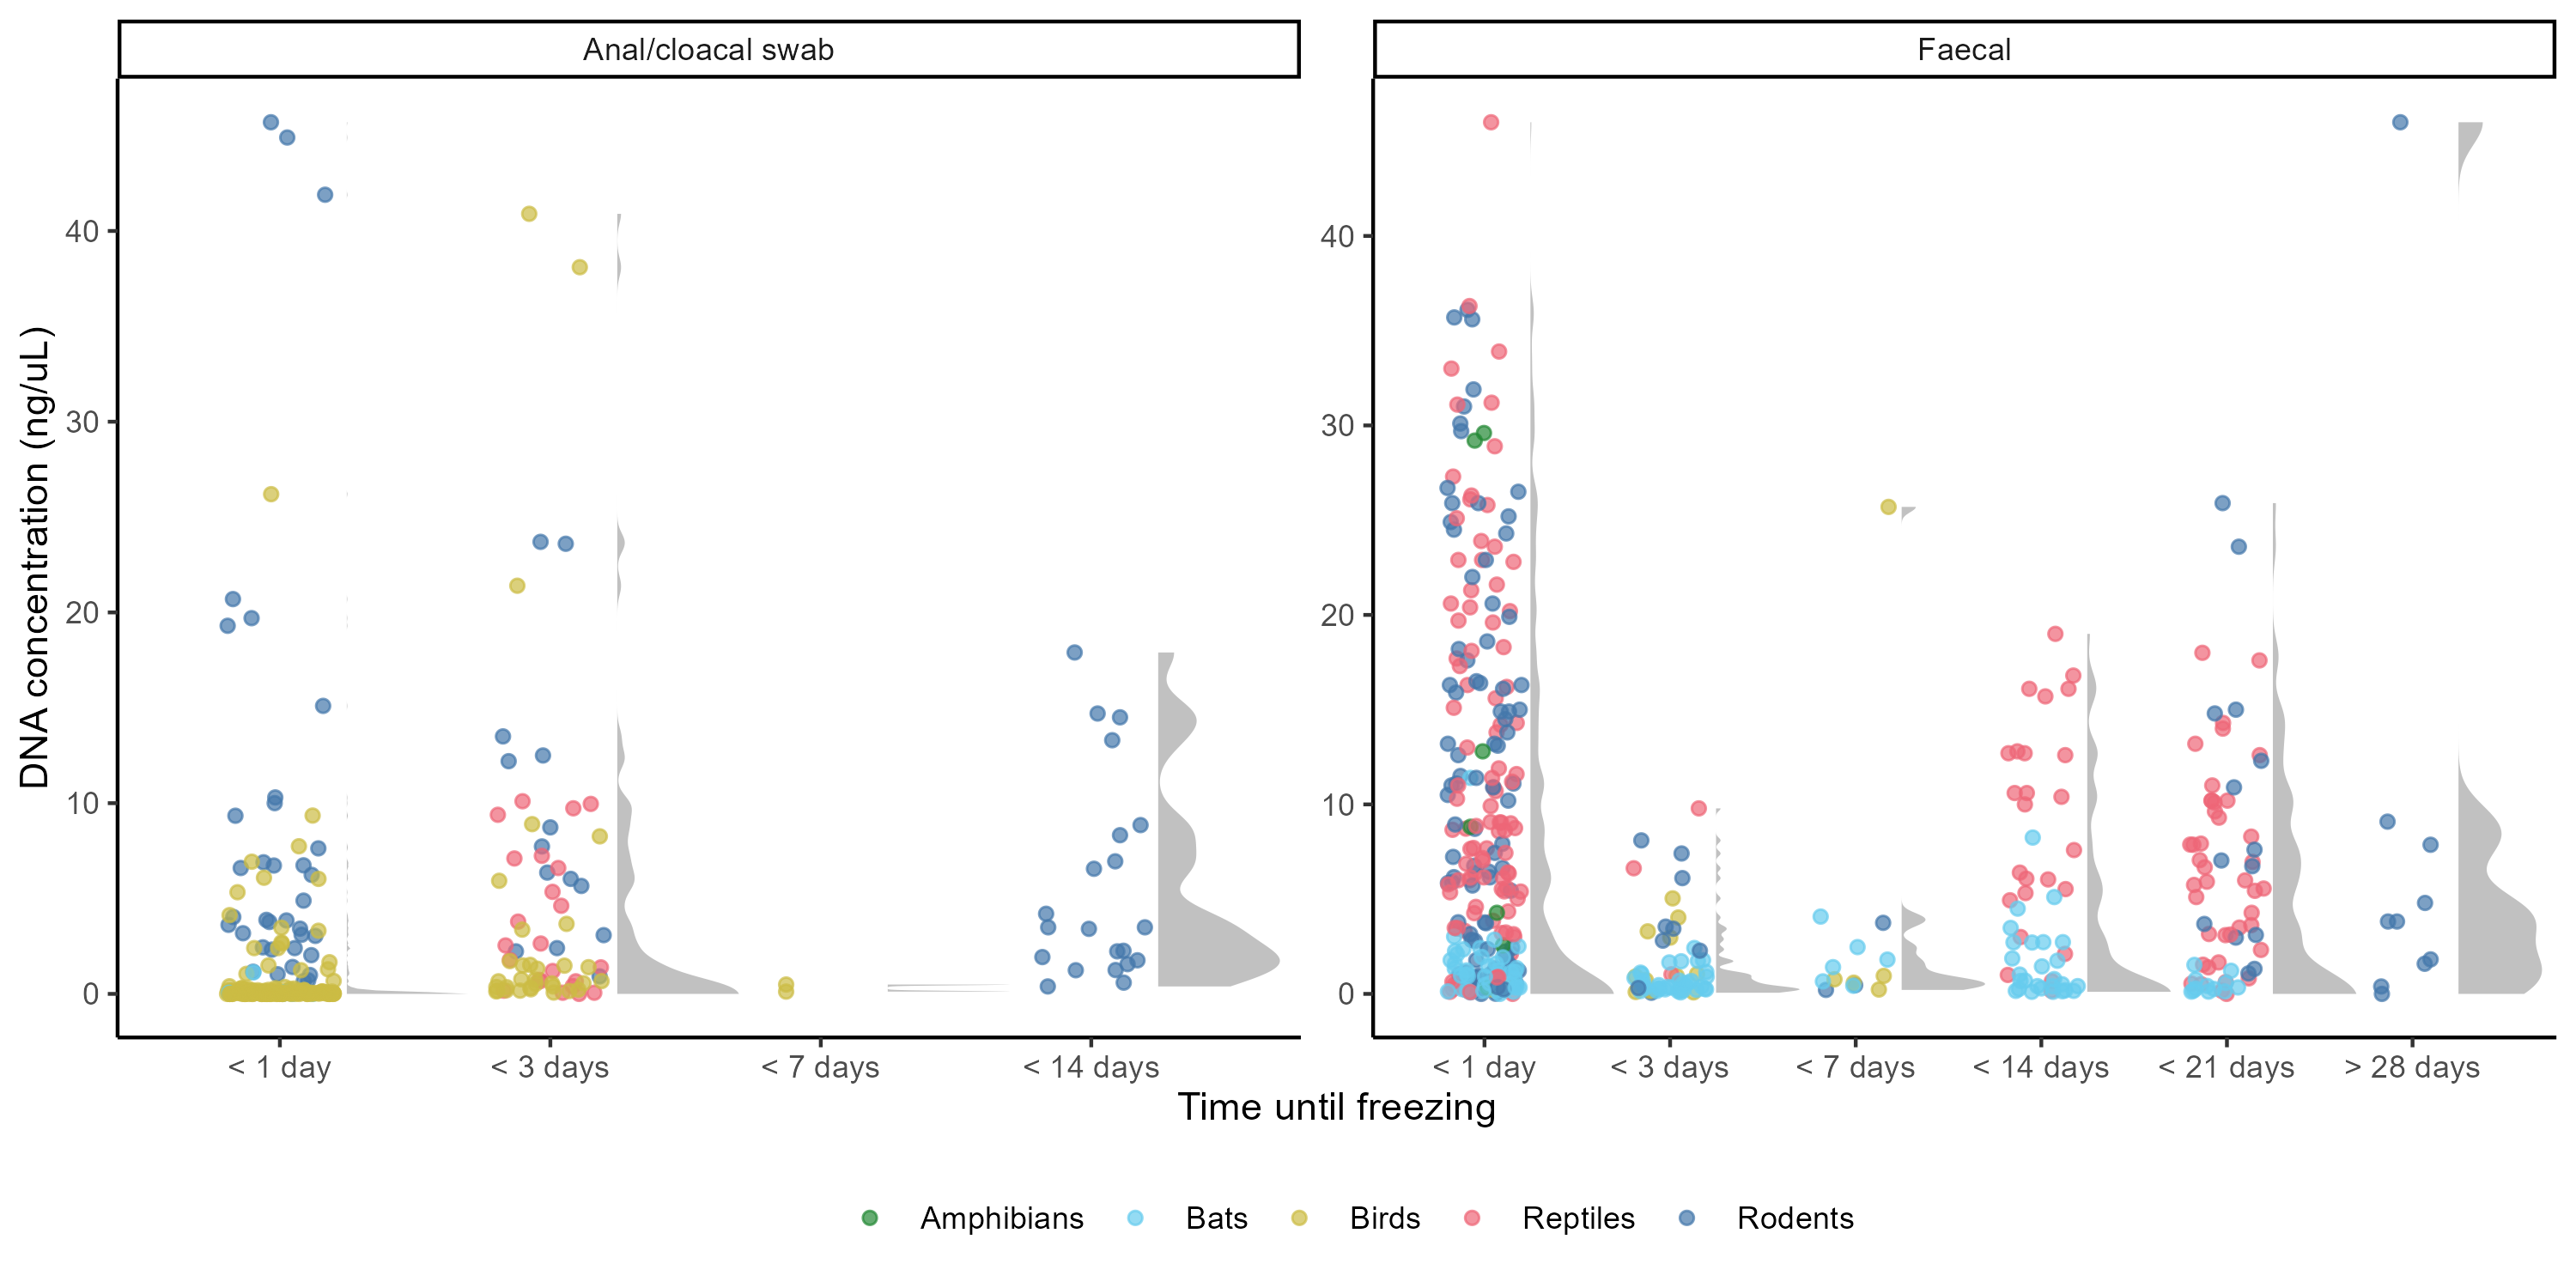 Anal/cloacal swab
Faecal
DNA concentration (ng/uL)
40
30
20
10
0
40
30
20
10
0
< 1 day
< 3 days
< 7 days
< 14 days
< 1 day
< 3 days
< 7 days
< 14 days
< 21 days
> 28 days
Time until freezing
Amphibians
Bats
Birds
Reptiles
Rodents